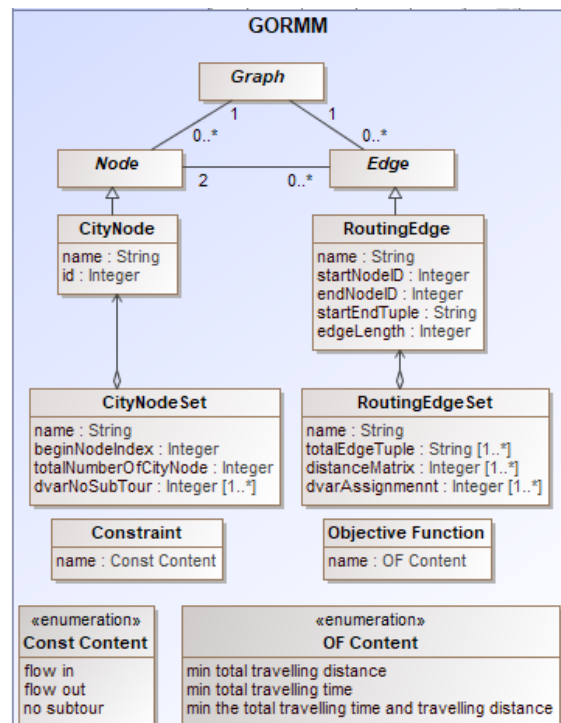 GORMM
Graph
1
1
0..*
0..*
Node
Edge
2
0..*
CityNode
name : String
id : Integer
RoutingEdge
name : String
startNodeID : Integer
endNodeID : Integer
startEndTuple : String
edgeLength : Integer
CityNodeSet
name : String
beginNodeIndex : Integer
totalNumberOfCityNode : Integer
dvarNoSubTour : Integer [1..*]
RoutingEdgeSet
name : String
totalEdgeTuple : String [1..*]
distanceMatrix : Integer [1..*]
dvarAssignmennt : Integer [1..*]
Constraint
name : Const Content
Objective Function
name : OF Content
«enumeration»
Const Content
flow in
flow out
no subtour
«enumeration»
OF Content
min total travelling distance
min total travelling time
min the total travelling time and travelling distance